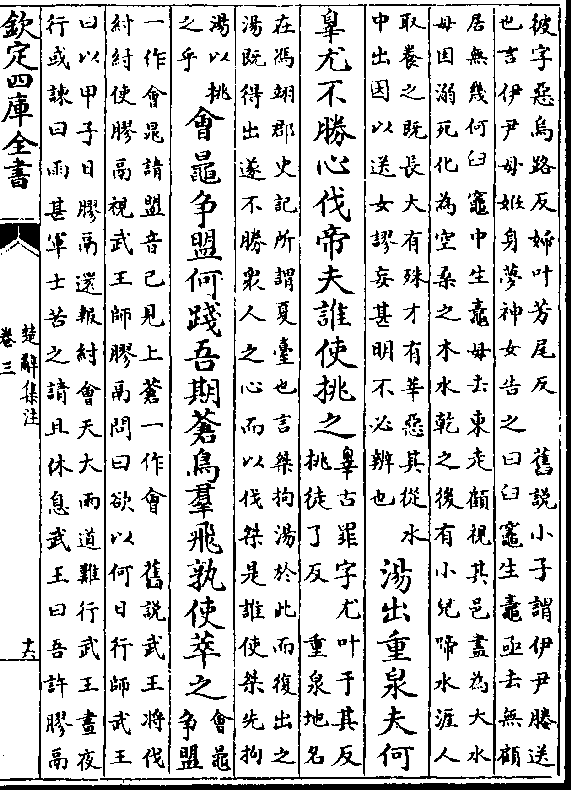 彼字惡烏路反婦叶芳尾反 舊說小子謂伊尹媵送
也言伊尹母姙身夢神女告之曰臼竈生鼃亟去無顧
居無幾何臼竈中生鼃母去東走顧視其邑盡為大水
母因溺死化為空桑之木水乾之後有小兒啼水涯人
取養之既長大有殊才有莘惡其從水
中出因以送女謬妄甚明不必辨也
湯出重泉夫何
辠尤不勝心伐帝夫誰使挑之
辠古罪字尤叶于其反
挑徒了反 重泉地名
在馮翊郡史記所謂夏臺也言桀拘湯於此而復出之
湯既得出遂不勝衆人之心而以伐桀是誰使桀先拘
湯以挑
之乎
會鼂争盟何踐吾期蒼鳥羣飛孰使萃之
會鼂
争盟
一作會晁請盟音已見上蒼一作會 舊說武王將伐
紂紂使膠鬲視武王師膠鬲問曰欲以何日行師武王
曰以甲子日膠鬲還報紂會天大雨道難行武王晝夜
行或諫曰雨甚軍士苦之請且休息武王曰吾許膠鬲
欽定四庫全書
楚辭集注
卷三
十六